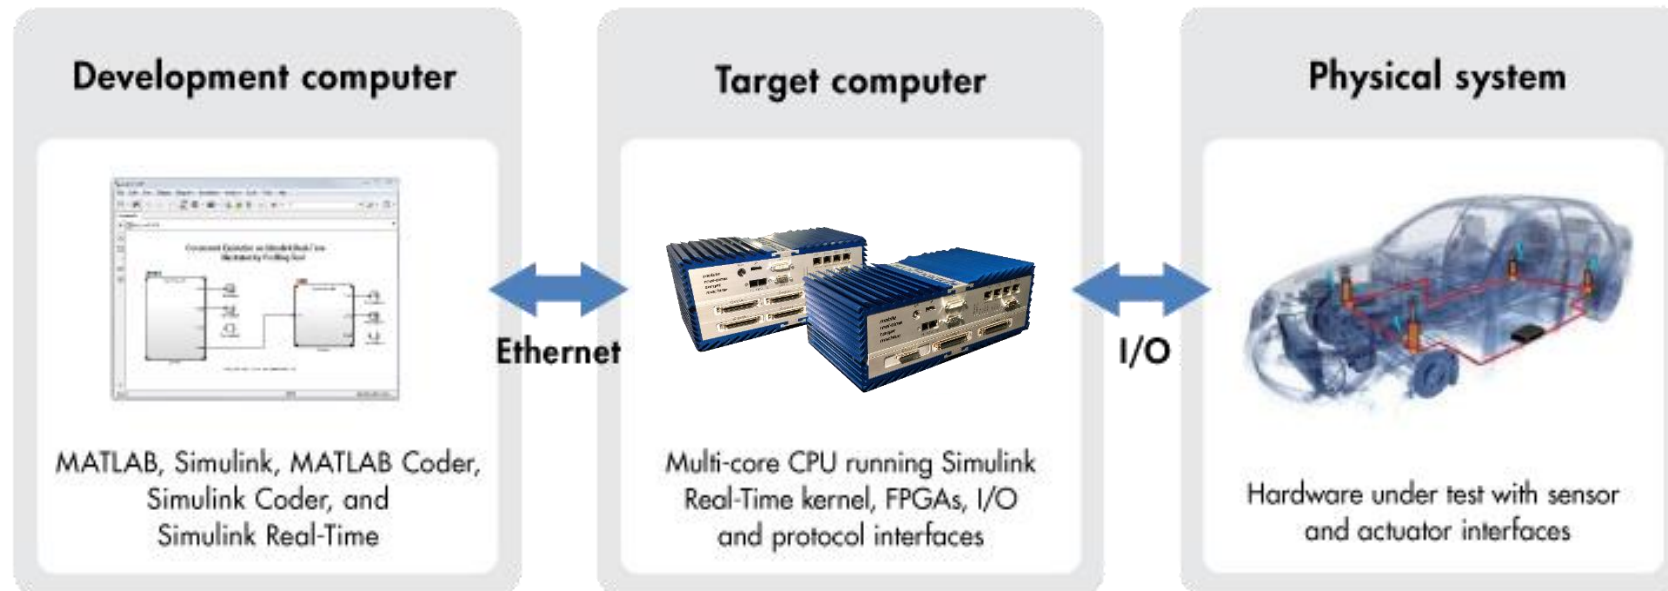 Development computer
MATLAB, Simulink, MATLAB Coder,
Simulink Coder, and
Simulink Real-Time
Ethernet
Target computer
Multi-core CPU running Simulink
Real-Time kernel, FPGAs, I/O
and protocol interfaces
I/O
Physical system
Hardware under test with sensor
and actuator interfaces